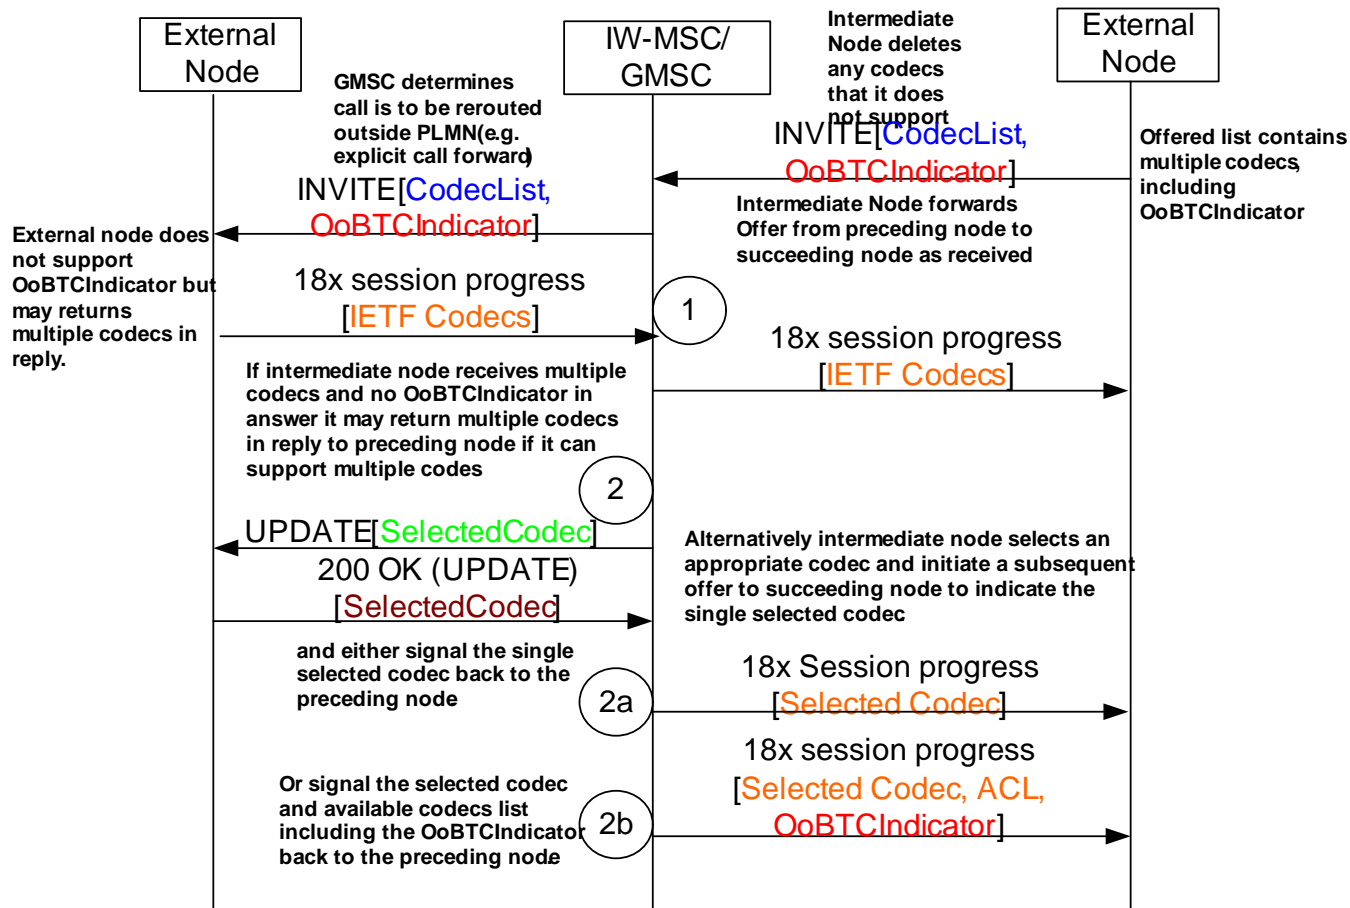 External
Node
IW-MSC/
GMSC
External
Node
Intermediate
Node deletes
any codecs
that it does
not support
GMSC determines
call is to be rerouted
outside PLMN(e.g.
explicit call forward)
INVITE[CodecList,
OoBTCIndicator]
Offered list contains
multiple codecs,
including
OoBTCIndicator
INVITE[CodecList,
OoBTCIndicator]
Intermediate Node forwards
Offer from preceding node to
succeeding node as received
External node does
not support
OoBTCIndicator but
may returns
multiple codecs in
reply.
18x session progress
[IETF Codecs]
1
18x session progress
[IETF Codecs]
If intermediate node receives multiple
codecs and no OoBTCIndicator in
answer it may return multiple codecs
in reply to preceding node if it can
support multiple codes
2
UPDATE[SelectedCodec]
200 OK (UPDATE)
[SelectedCodec]
Alternatively intermediate node selects an
appropriate codec and initiate a subsequent
offer to succeeding node to indicate the
single selected codec.
and either signal the single
selected codec back to the
preceding node
2a
18x Session progress
[Selected Codec]
Or signal the selected codec
and available codecs list
including the OoBTCIndicator
back to the preceding node.
2b
18x session progress
[Selected Codec, ACL,
OoBTCIndicator]